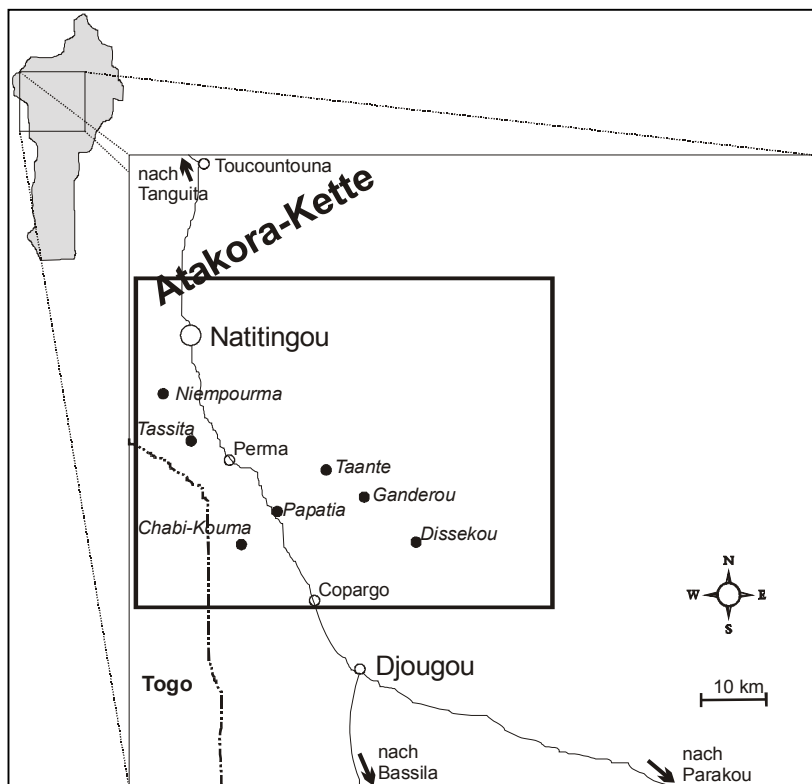 Toucountouna
nach
Tanguita
Atakora-Kette
Natitingou
Niempourma
Tassita
Perma
Taante
Ganderou
Papatia
Chabi-Kouma
Dissekou
Copargo
N
W
E
S
Djougou
Togo
10 km
nach
Bassila
nach
Parakou